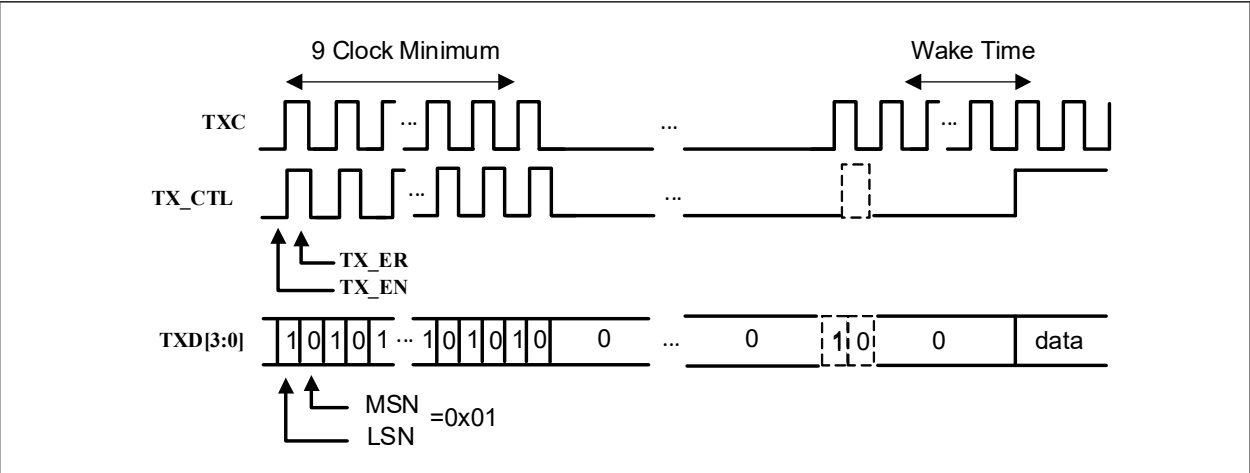 9 Clock Minimum
Wake Time
TXC
...
...
...
TX_CTL
...
...
TX_ER
TX_EN
TXD[3:0]
1 0 1 0 1 ... 1 0 1 0 1 0 0 ... 0 1 0 0 data
MSN
=0x01
LSN